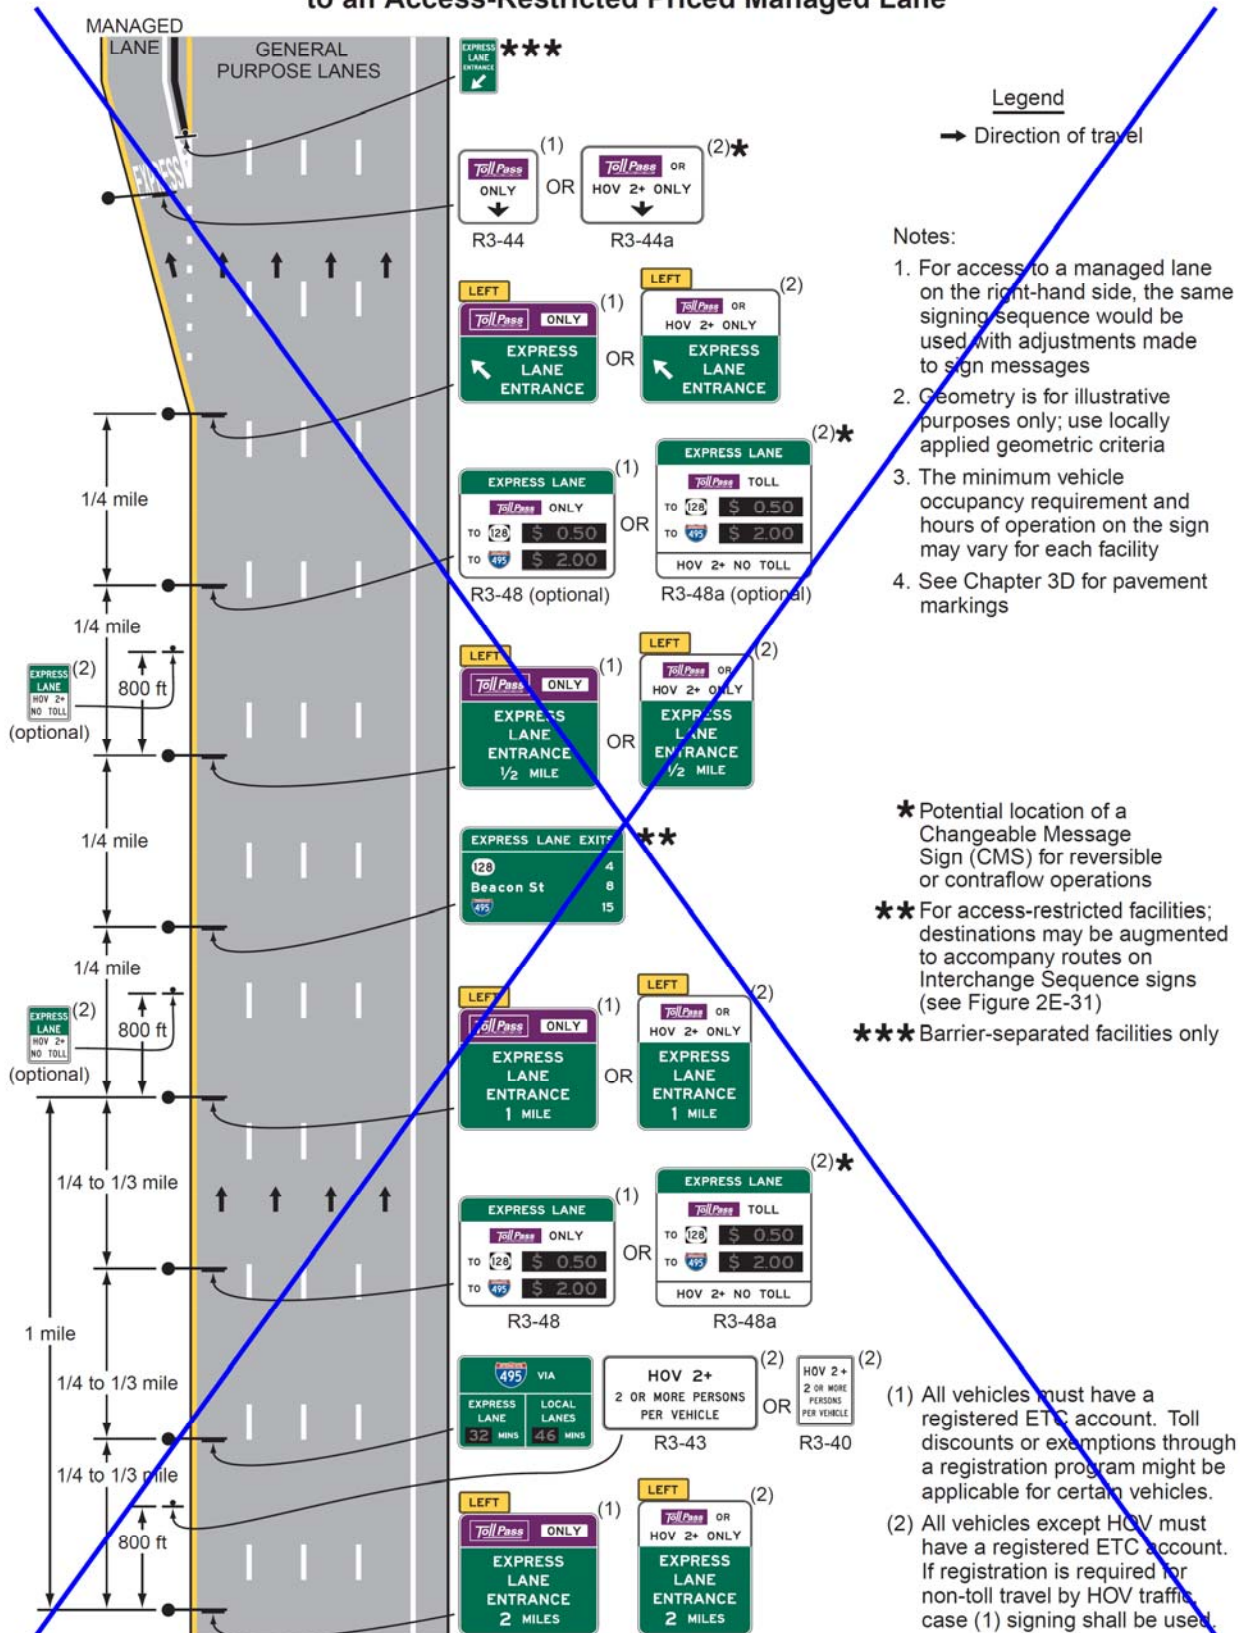 to an Access-Restricted Priced Managed Lane
MANAGED
LANE
GENERAL
PURPOSE LANES
EXPRESS
LANE
ENTRANCE
★★★
Legend
Direction of travel
EXPRESS
Toll Pass
ONLY
(1)
R3-44
OR
Toll Pass OR
HOV 2+ ONLY
(2)★
R3-44a
Notes:
1. For access to a managed lane
on the right-hand side, the same
signing sequence would be
used with adjustments made
to sign messages
2. Geometry is for illustrative
purposes only; use locally
applied geometric criteria
3. The minimum vehicle
occupancy requirement and
hours of operation on the sign
may vary for each facility
4. See Chapter 3D for pavement
markings
LEFT
Toll Pass ONLY
EXPRESS
LANE
ENTRANCE
(1)
OR
LEFT
Toll Pass OR
HOV 2+ ONLY
EXPRESS
LANE
ENTRANCE
(2)
1/4 mile
EXPRESS LANE
Toll Pass ONLY
TO 128 $ 0.50
TO 495 $ 2.00
(1)
R3-48 (optional)
OR
EXPRESS LANE
Toll Pass TOLL
TO 128 $ 0.50
TO 495 $ 2.00
HOV 2+ NO TOLL
(2)★
R3-48a (optional)
1/4 mile
EXPRESS
LANE
HOV 2+
NO TOLL
(2)
(optional)
800 ft
LEFT
Toll Pass ONLY
EXPRESS
LANE
ENTRANCE
1/2 MILE
(1)
OR
LEFT
Toll Pass OR
HOV 2+ ONLY
EXPRESS
LANE
ENTRANCE
1/2 MILE
(2)
1/4 mile
EXPRESS LANE EXITS
128 4
Beacon St 8
495 15
★★
★ Potential location of a
Changeable Message
Sign (CMS) for reversible
or contraflow operations
★★ For access-restricted facilities;
destinations may be augmented
to accompany routes on
Interchange Sequence signs
(see Figure 2E-31)
★★★ Barrier-separated facilities only
1/4 mile
EXPRESS
LANE
HOV 2+
NO TOLL
(2)
(optional)
800 ft
LEFT
Toll Pass ONLY
EXPRESS
LANE
ENTRANCE
1 MILE
(1)
OR
LEFT
Toll Pass OR
HOV 2+ ONLY
EXPRESS
LANE
ENTRANCE
1 MILE
(2)
1/4 to 1/3 mile
EXPRESS LANE
Toll Pass ONLY
TO 128 $ 0.50
TO 495 $ 2.00
(1)
R3-48
OR
EXPRESS LANE
Toll Pass TOLL
TO 128 $ 0.50
TO 495 $ 2.00
HOV 2+ NO TOLL
(2)★
R3-48a
1 mile
1/4 to 1/3 mile
495 VIA
EXPRESS
LANE
32 MINS
LOCAL
LANES
46 MINS
HOV 2+
2 OR MORE PERSONS
PER VEHICLE
(2)
R3-43
OR
HOV 2+
2 OR MORE
PERSONS
PER VEHICLE
(2)
R3-40
1/4 to 1/3 mile
800 ft
LEFT
Toll Pass ONLY
EXPRESS
LANE
ENTRANCE
2 MILES
(1)
LEFT
Toll Pass OR
HOV 2+ ONLY
EXPRESS
LANE
ENTRANCE
2 MILES
(2)
(1) All vehicles must have a
registered ETC account. Toll
discounts or exemptions through
a registration program might be
applicable for certain vehicles.
(2) All vehicles except HOV must
have a registered ETC account.
If registration is required for
non-toll travel by HOV traffic,
case (1) signing shall be used.